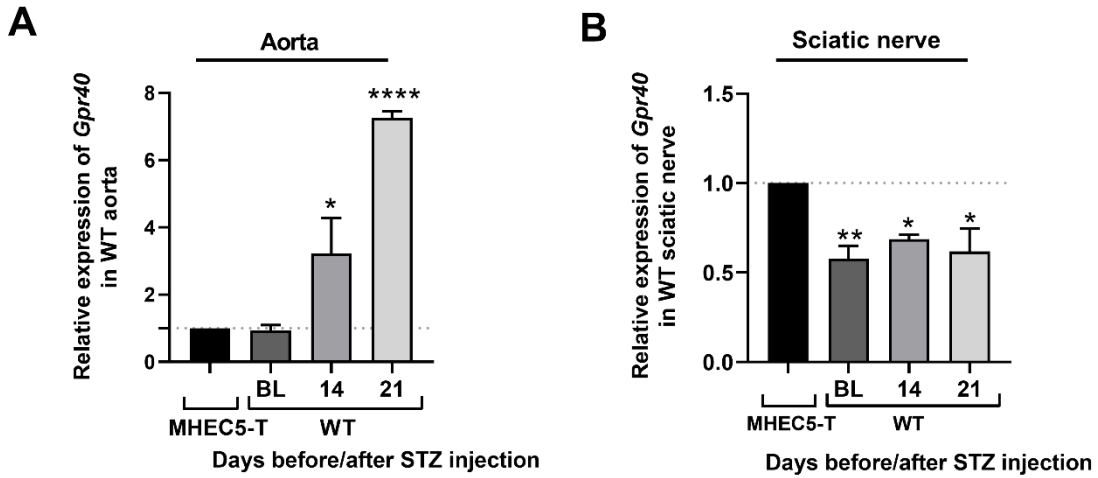 A
Aorta
Relative expression of Gpr40
in WT aorta
8
6
4
2
0
*
****
BL
14
21
MHEC5-T
WT
Days before/after STZ injection
B
Sciatic nerve
Relative expression of Gpr40
in WT sciatic nerve
1.5
1.0
0.5
0.0
**
*
*
BL
14
21
MHEC5-T
WT
Days before/after STZ injection